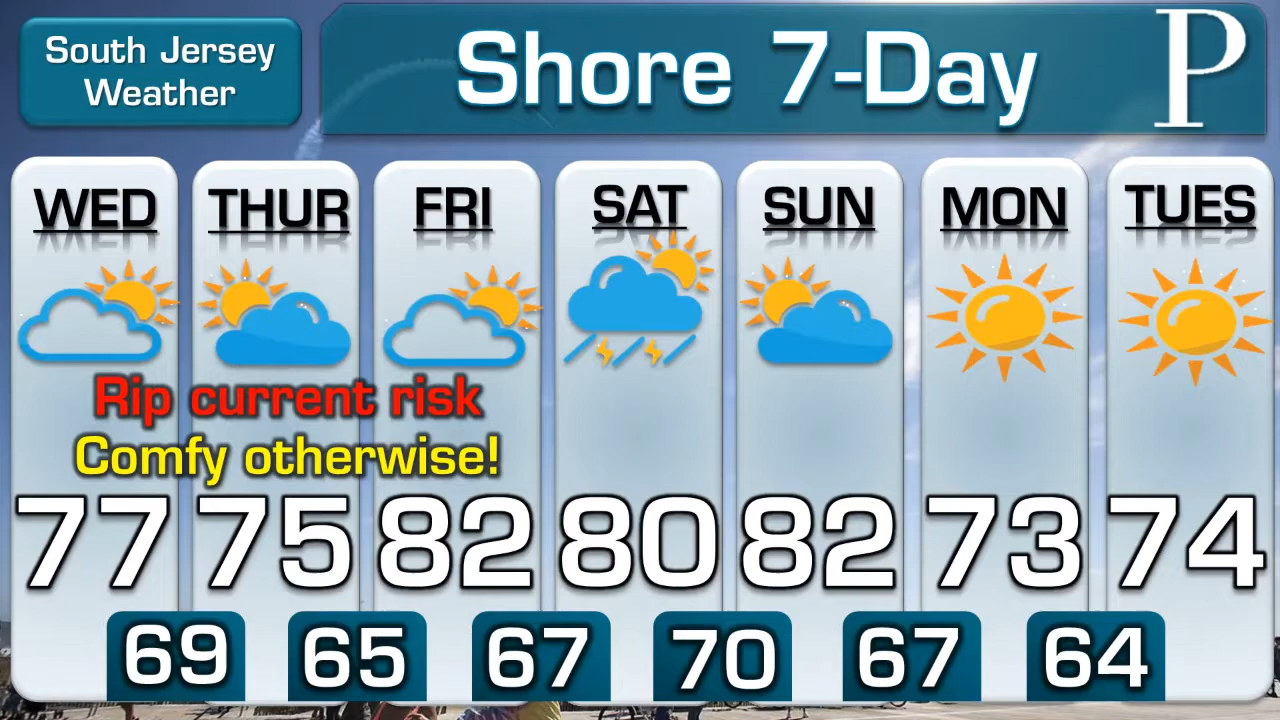 South Jersey
Weather
Shore 7-Day
P
WED THUR FRI SAT SUN MON TUES
Rip current risk
Comfy otherwise!
77 75 82 80 82 73 74
69 65 67 70 67 64